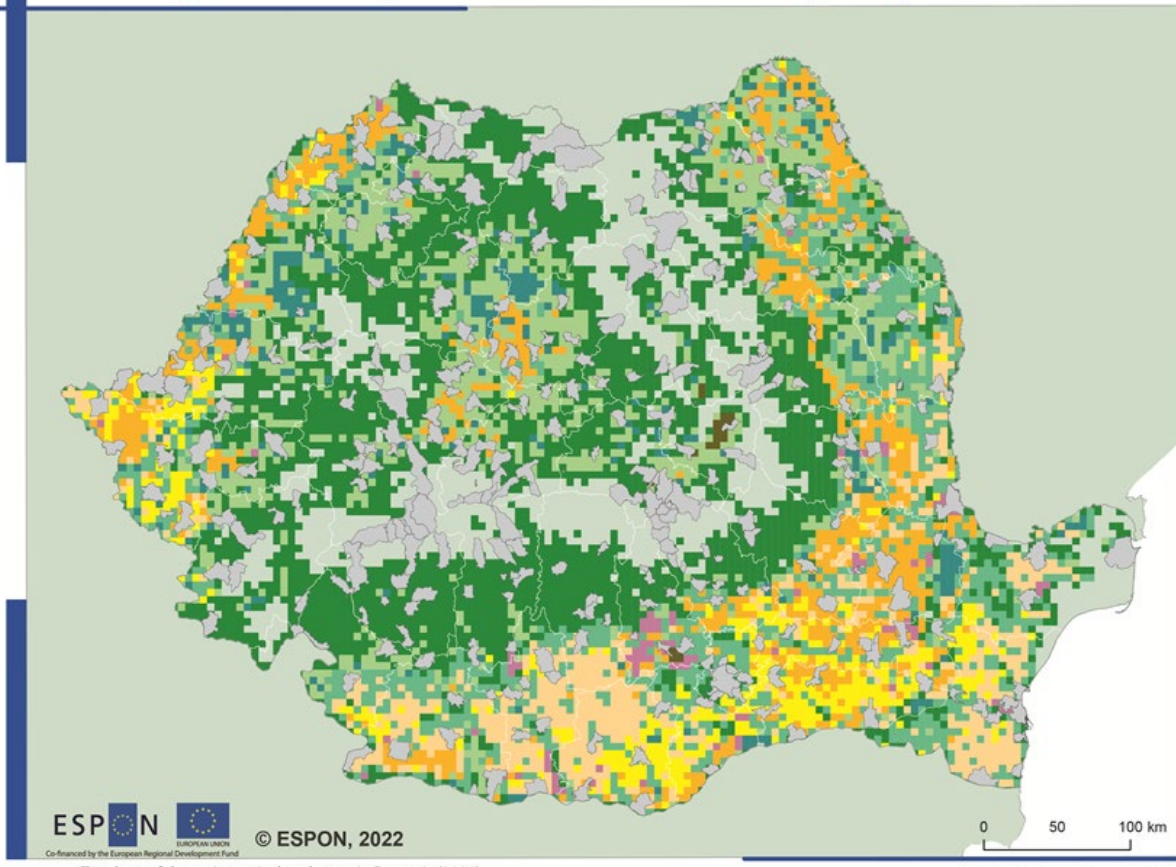 ESPON
EUROPEAN UNION
Co-financed by the European Regional Development Fund
© ESPON, 2022
0 50 100 km